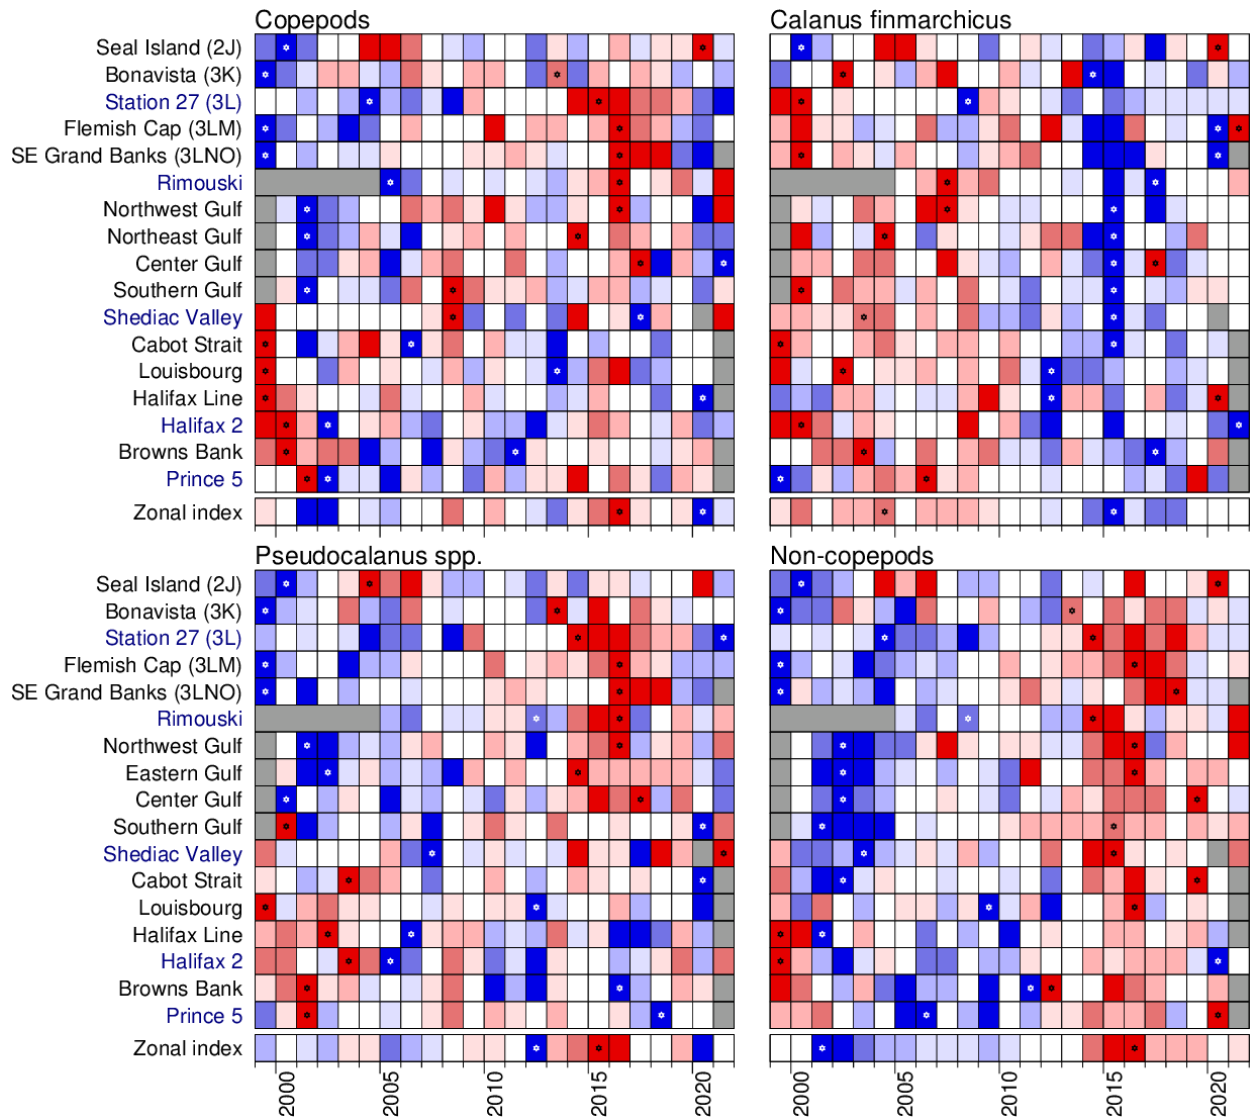 Copepods
Calanus finmarchicus
Seal Island (2J)
Bonavista (3K)
Station 27 (3L)
Flemish Cap (3LM)
SE Grand Banks (3LNO)
Rimouski
Northwest Gulf
Northeast Gulf
Center Gulf
Southern Gulf
Shediac Valley
Cabot Strait
Louisbourg
Halifax Line
Halifax 2
Browns Bank
Prince 5
Zonal index
Pseudocalanus spp.
Non-copepods
Seal Island (2J)
Bonavista (3K)
Station 27 (3L)
Flemish Cap (3LM)
SE Grand Banks (3LNO)
Rimouski
Northwest Gulf
Eastern Gulf
Center Gulf
Southern Gulf
Shediac Valley
Cabot Strait
Louisbourg
Halifax Line
Halifax 2
Browns Bank
Prince 5
Zonal index
2000 2005 2010 2015 2020
2000 2005 2010 2015 2020